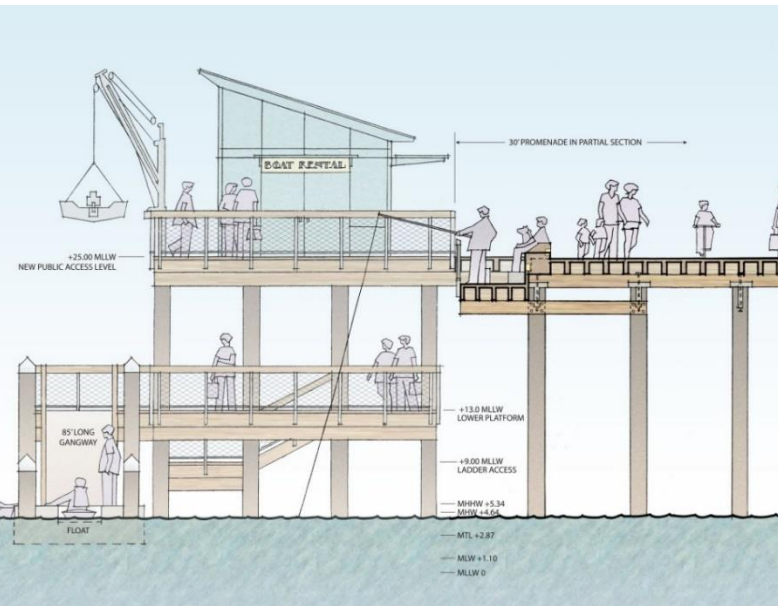 BOAT RENTAL
30' PROMENADE IN PARTIAL SECTION
+25.00 MLLW
NEW PUBLIC ACCESS LEVEL
+13.0 MLLW
LOWER PLATFORM
85' LONG
GANGWAY
+9.00 MLLW
LADDER ACCESS
MHHW +5.34
MHW +4.64
FLOAT
MTL +2.87
MLW +1.10
MLLW 0